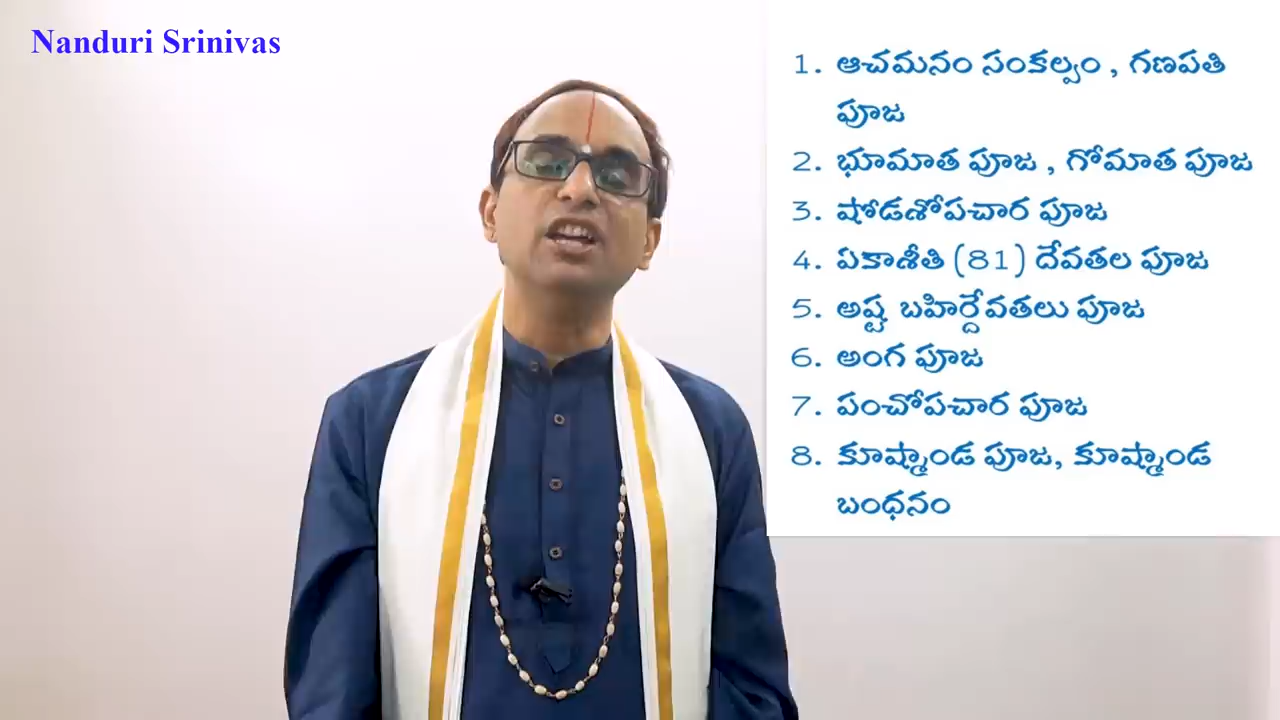 Nanduri Srinivas
1. ఆచమనం సంకల్పం , గణపతి
పూజ
2. భూమాత పూజ , గోమాత పూజ
3. షోడశోపచార పూజ
4. ఏకాశీతి (81) దేవతల పూజ
5. అష్ట బహిర్దేవతలు పూజ
6. అంగ పూజ
7. పంచోపచార పూజ
8. కూష్మాండ పూజ, కూష్మాండ
బంధనం